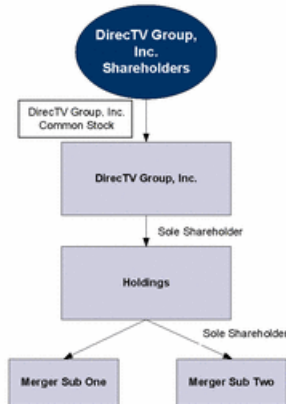 DirecTV Group,
Inc.
Shareholders
DirecTV Group, Inc.
Common Stock
DirecTV Group, Inc.
Sole Shareholder
Holdings
Sole Shareholder
Merger Sub One
Merger Sub Two